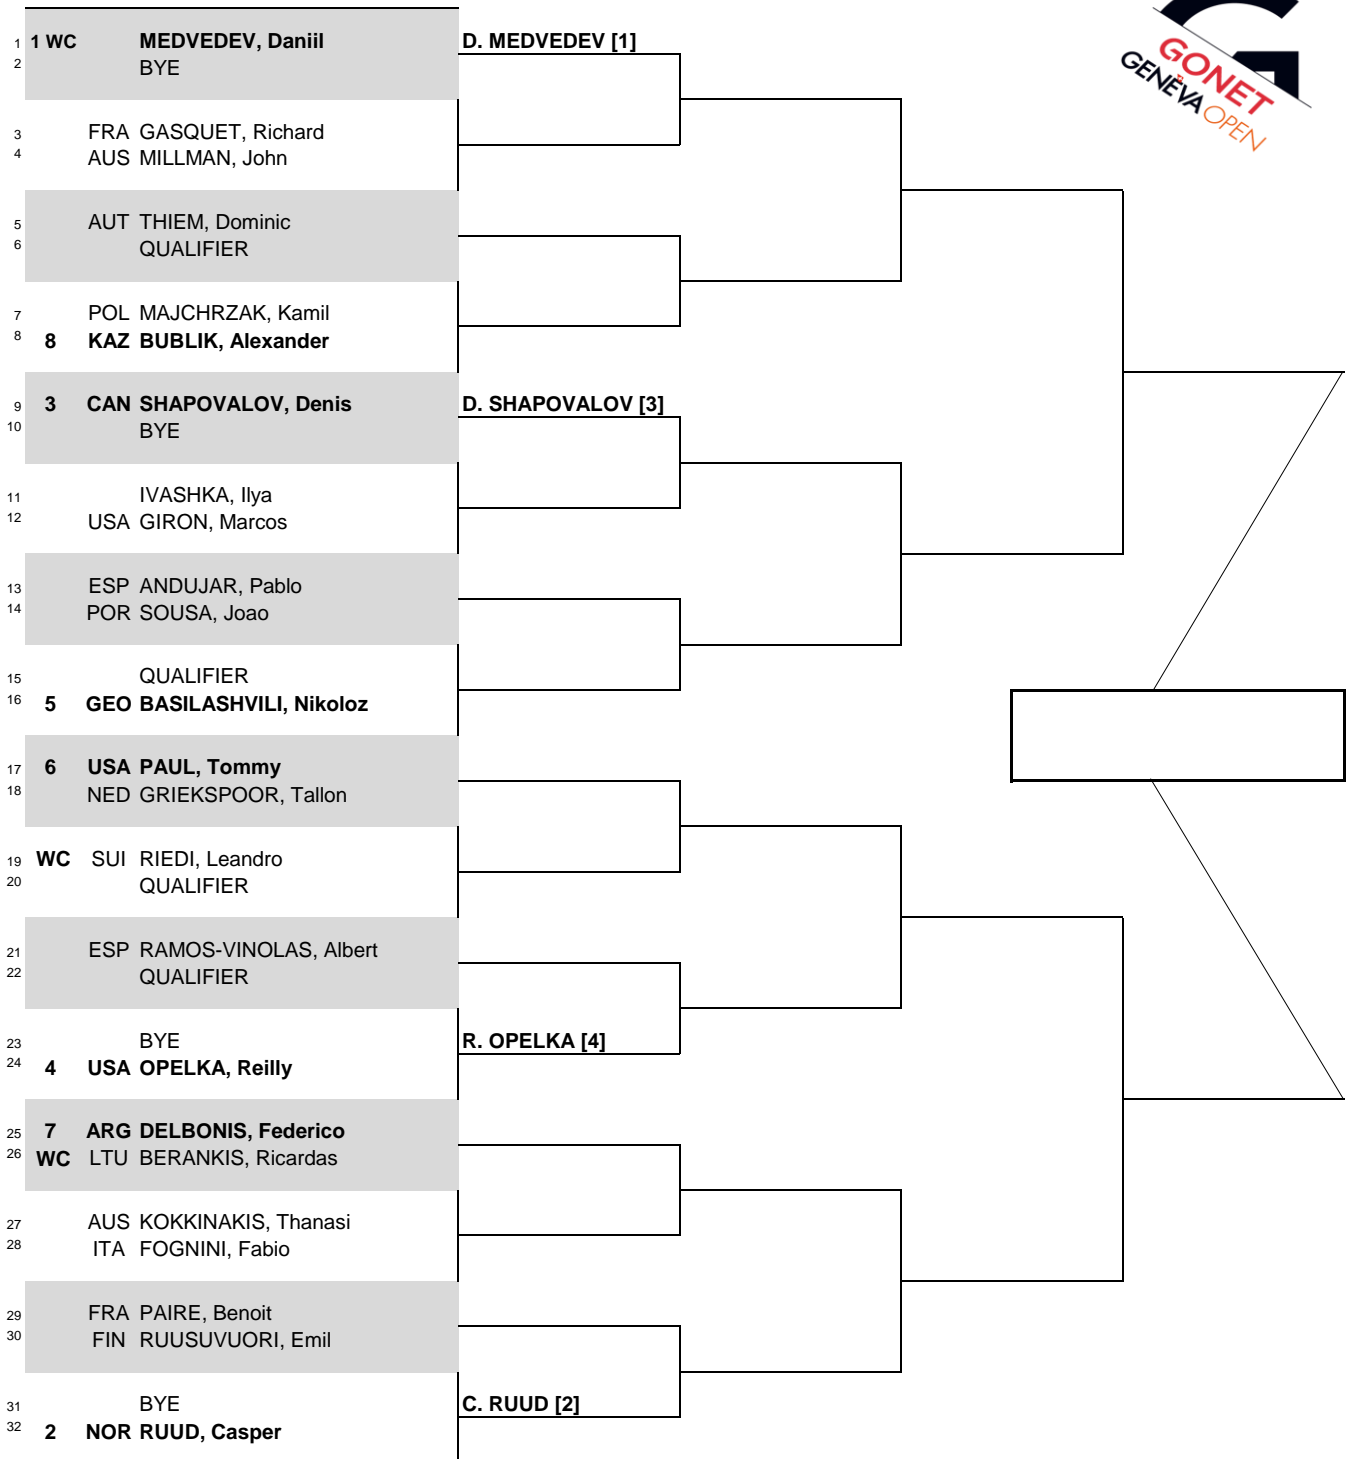 1 1 WC MEDVEDEV, Daniil D. MEDVEDEV [1]
2 BYE
GONET
GENEVA OPEN
3 FRA GASQUET, Richard
4 AUS MILLMAN, John
5 AUT THIEM, Dominic
6 QUALIFIER
7 POL MAJCHRZAK, Kamil
8 8 KAZ BUBLIK, Alexander
9 3 CAN SHAPOVALOV, Denis D. SHAPOVALOV [3]
10 BYE
11 IVASHKA, Ilya
12 USA GIRON, Marcos
13 ESP ANDUJAR, Pablo
14 POR SOUSA, Joao
15 QUALIFIER
16 5 GEO BASILASHVILI, Nikoloz
17 6 USA PAUL, Tommy
18 NED GRIEKSPOOR, Tallon
19 WC SUI RIEDI, Leandro
20 QUALIFIER
21 ESP RAMOS-VINOLAS, Albert
22 QUALIFIER
23 BYE R. OPELKA [4]
24 4 USA OPELKA, Reilly
25 7 ARG DELBONIS, Federico
26 WC LTU BERANKIS, Ricardas
27 AUS KOKKINAKIS, Thanasi
28 ITA FOGNINI, Fabio
29 FRA PAIRE, Benoit
30 FIN RUUSUVUORI, Emil
31 BYE C. RUUD [2]
32 2 NOR RUUD, Casper